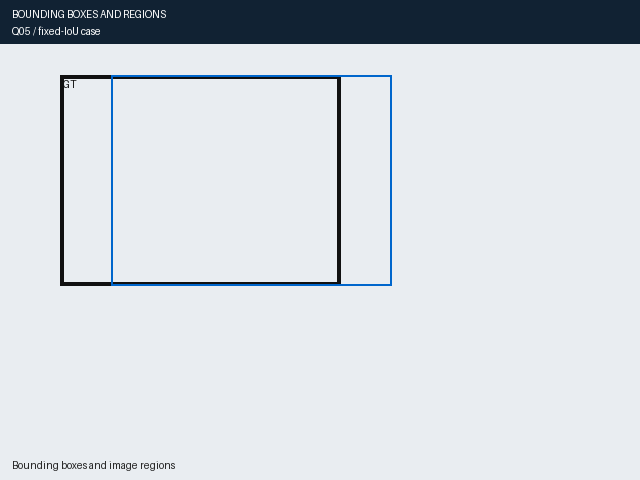 BOUNDING BOXES AND REGIONS
Q05 / fixed-IoU case
GT
Bounding boxes and image regions